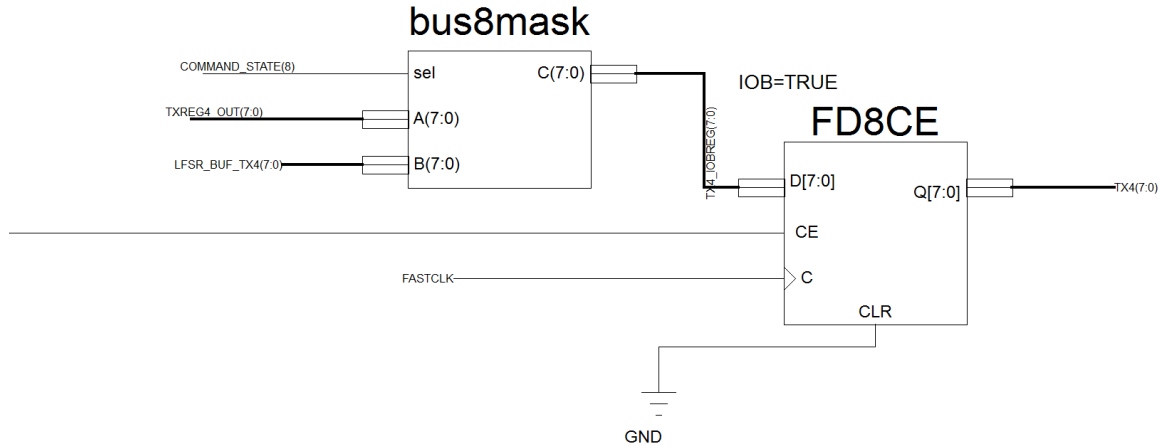 bus8mask
COMMAND_STATE(8)
sel
C(7:0)
TXREG4_OUT(7:0)
A(7:0)
LFSR_BUF_TX4(7:0)
B(7:0)
TX4_IOBREG(7:0)
IOB=TRUE
FD8CE
D[7:0]
Q[7:0]
TX4(7:0)
CE
FASTCLK
C
CLR
GND